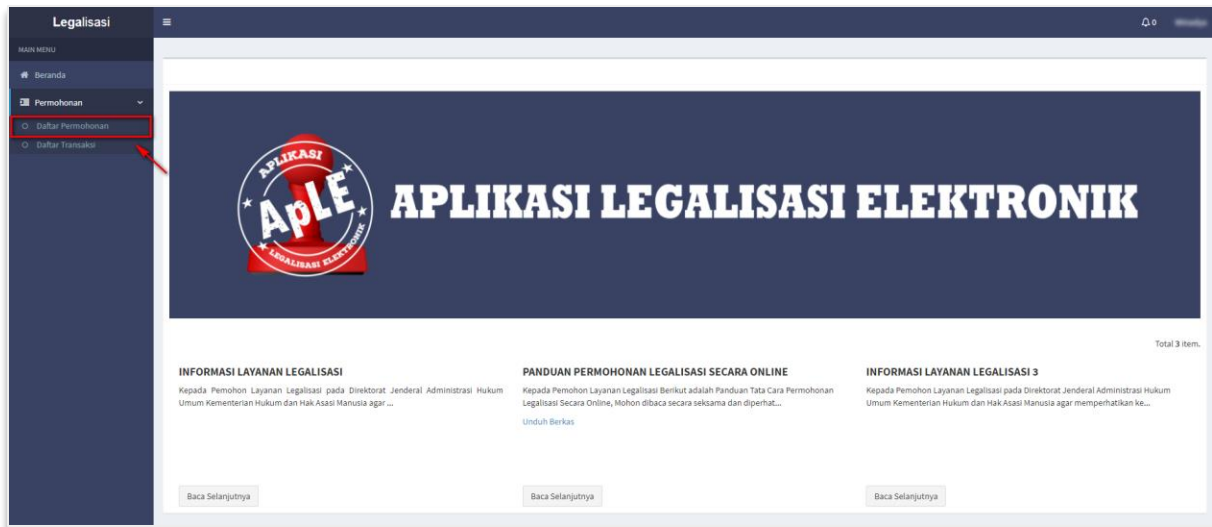 Legalisasi
0
MAIN MENU
Beranda
Permohonan
Daftar Permohonan
Daftar Transaksi
APLIKASI
ApLE
LEGALISASI ELEKTRONIK
APLIKASI LEGALISASI ELEKTRONIK
Total 3 item.
INFORMASI LAYANAN LEGALISASI
Kepada Pemohon Layanan Legalisasi pada Direktorat Jenderal Administrasi Hukum
Umum Kementerian Hukum dan Hak Asasi Manusia agar ...
Baca Selanjutnya
PANDUAN PERMOHONAN LEGALISASI SECARA ONLINE
Kepada Pemohon Layanan Legalisasi Berikut adalah Panduan Tata Cara Permohonan
Legalisasi Secara Online, Mohon dibaca secara seksama dan diperhat...
Unduh Berkas
Baca Selanjutnya
INFORMASI LAYANAN LEGALISASI 3
Kepada Pemohon Layanan Legalisasi pada Direktorat Jenderal Administrasi Hukum
Umum Kementerian Hukum dan Hak Asasi Manusia agar memperhatikan ke...
Baca Selanjutnya